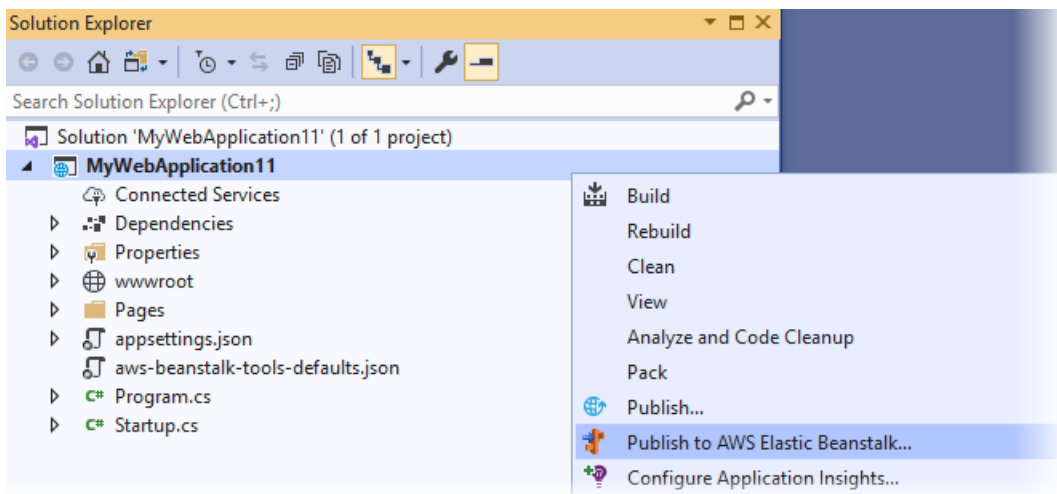 Solution Explorer
Search Solution Explorer (Ctrl+;)
Solution 'MyWebApplication11' (1 of 1 project)
MyWebApplication11
Connected Services
Dependencies
Properties
wwwroot
Pages
appsettings.json
aws-beanstalk-tools-defaults.json
C# Program.cs
C# Startup.cs
Build
Rebuild
Clean
View
Analyze and Code Cleanup
Pack
Publish...
Publish to AWS Elastic Beanstalk...
Configure Application Insights...